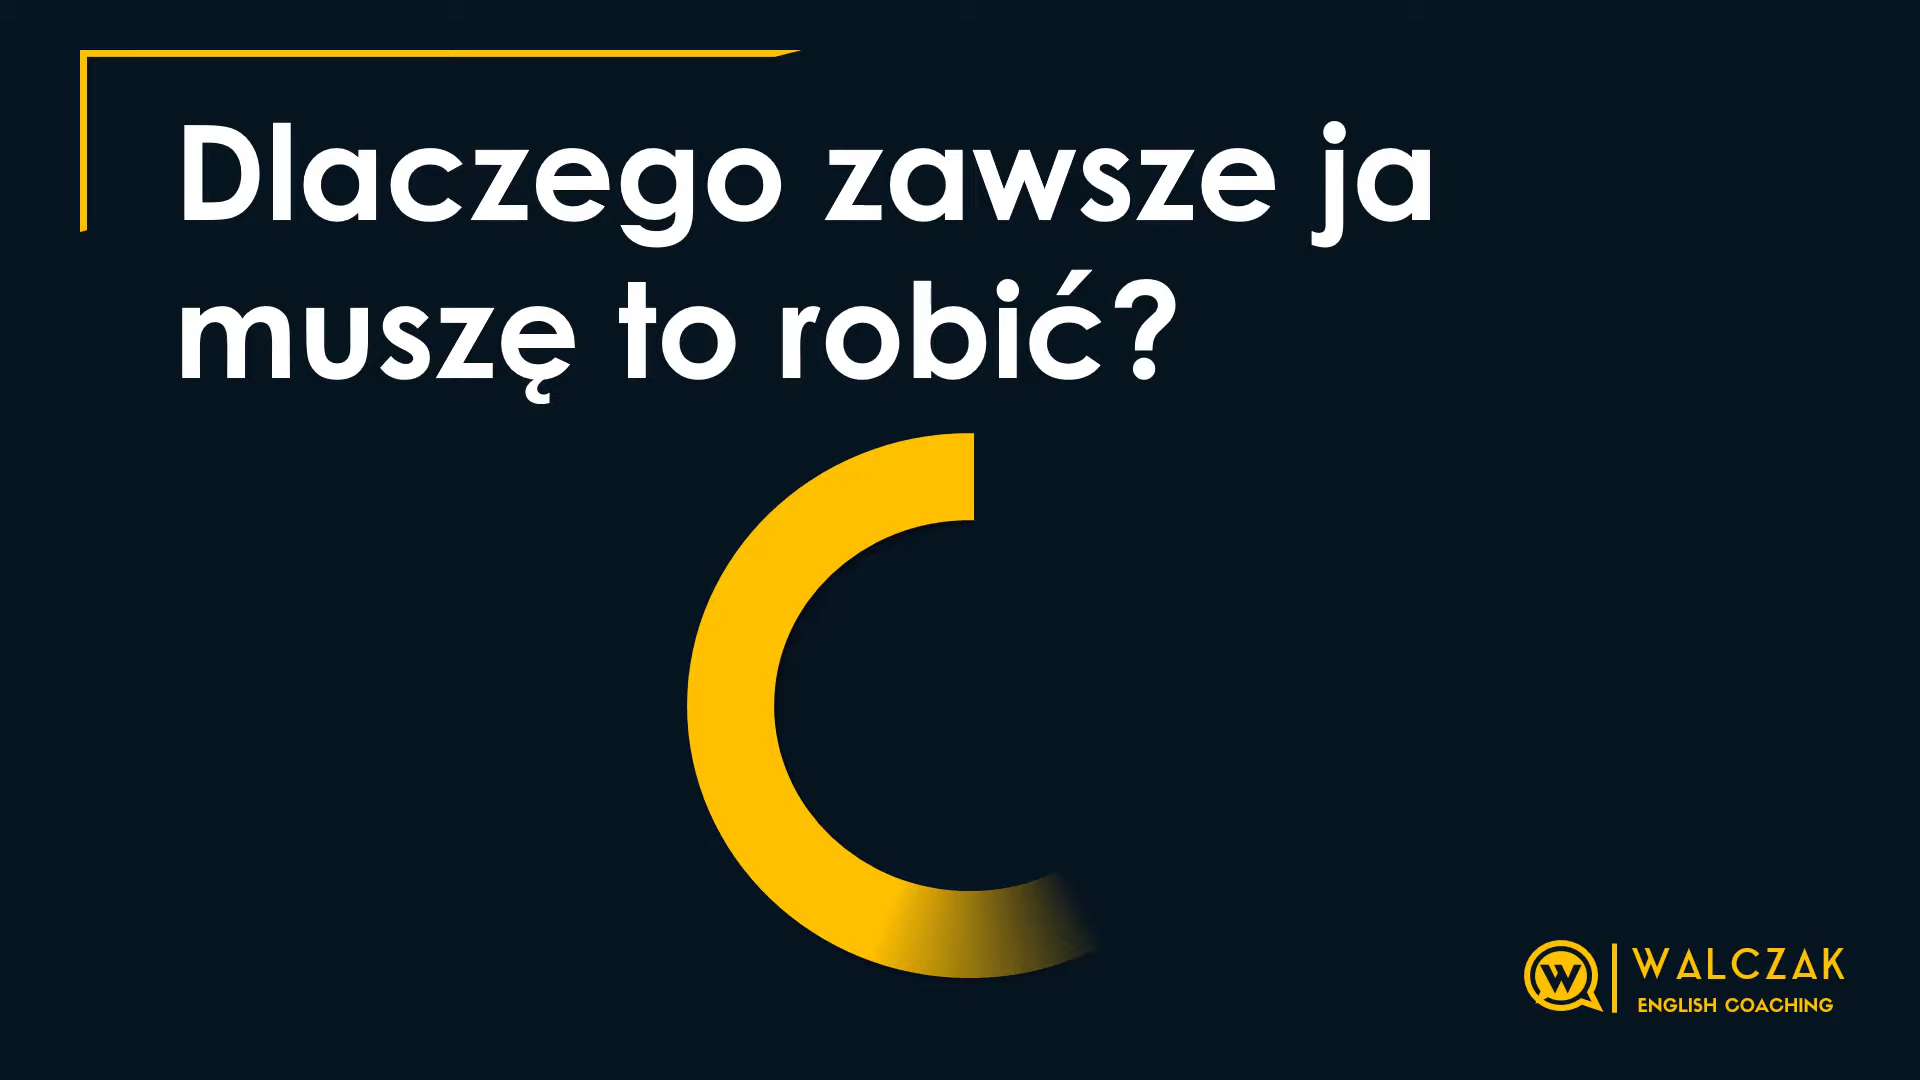 Dlaczego zawsze ja
muszę to robić?
W
WALCZAK
ENGLISH COACHING